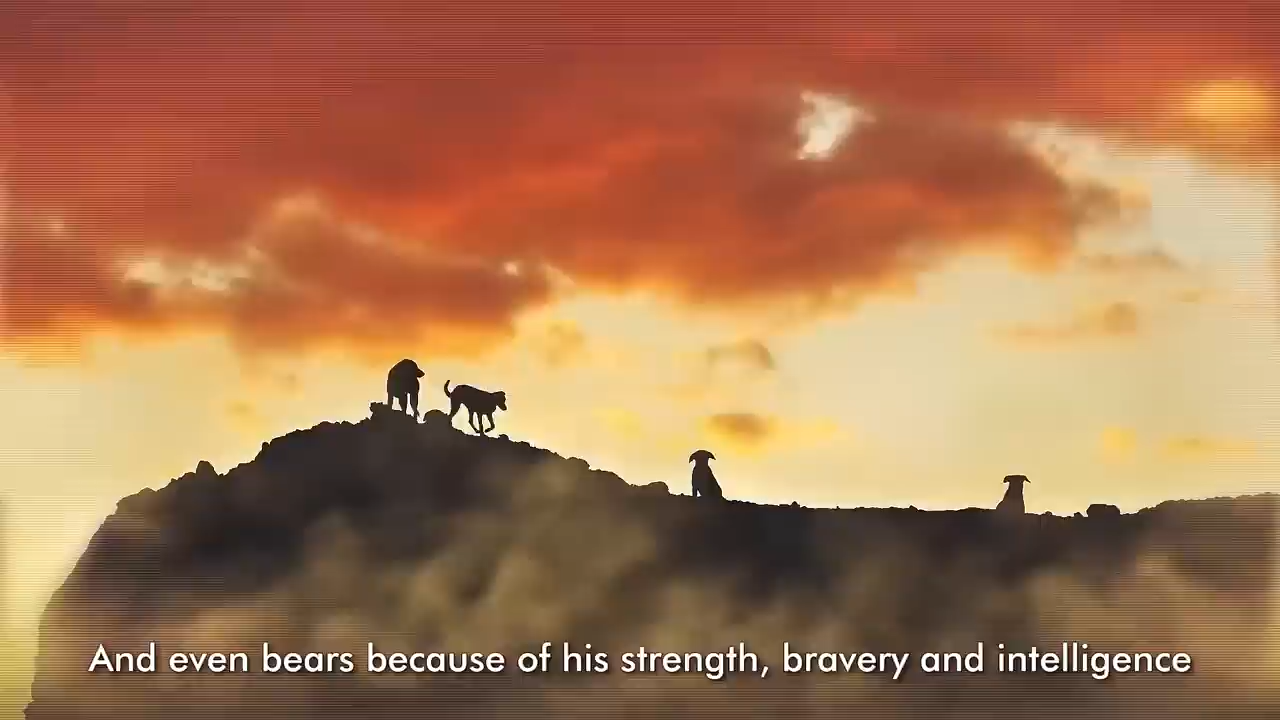 And even bears because of his strength, bravery and intelligence